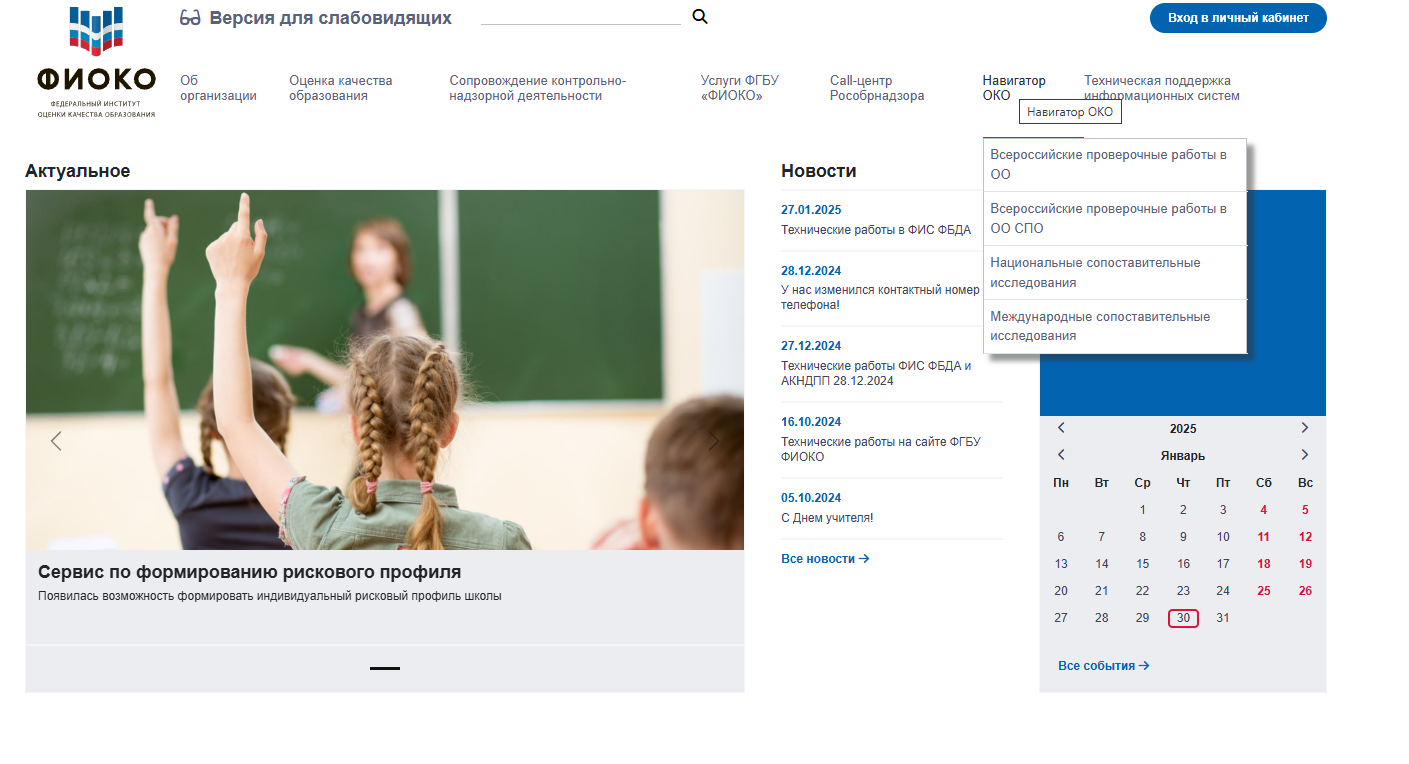 Версия для слабовидящих
Вход в личный кабинет
ФИОКО
ФЕДЕРАЛЬНЫЙ ИНСТИТУТ
ОЦЕНКИ КАЧЕСТВА ОБРАЗОВАНИЯ
Об
организации
Оценка качества
образования
Сопровождение контрольно-
надзорной деятельности
Услуги ФГБУ
«ФИОКО»
Call-центр
Рособрнадзора
Навигатор
ОКО
Техническая поддержка
информационных систем
Навигатор ОКО
Всероссийские проверочные работы в
ОО
Всероссийские проверочные работы в
ОО СПО
Национальные сопоставительные
исследования
Международные сопоставительные
исследования
Актуальное
Сервис по формированию рискового профиля
Появилась возможность формировать индивидуальный рисковый профиль школы
Новости
27.01.2025
Технические работы в ФИС ФБДА
28.12.2024
У нас изменился контактный номер
телефона!
27.12.2024
Технические работы ФИС ФБДА и
АКНДПП 28.12.2024
16.10.2024
Технические работы на сайте ФГБУ
ФИОКО
05.10.2024
С Днем учителя!
Все новости →
2025
Январь
Пн Вт Ср Чт Пт Сб Вс
1 2 3 4 5
6 7 8 9 10 11 12
13 14 15 16 17 18 19
20 21 22 23 24 25 26
27 28 29 30 31
Все события →